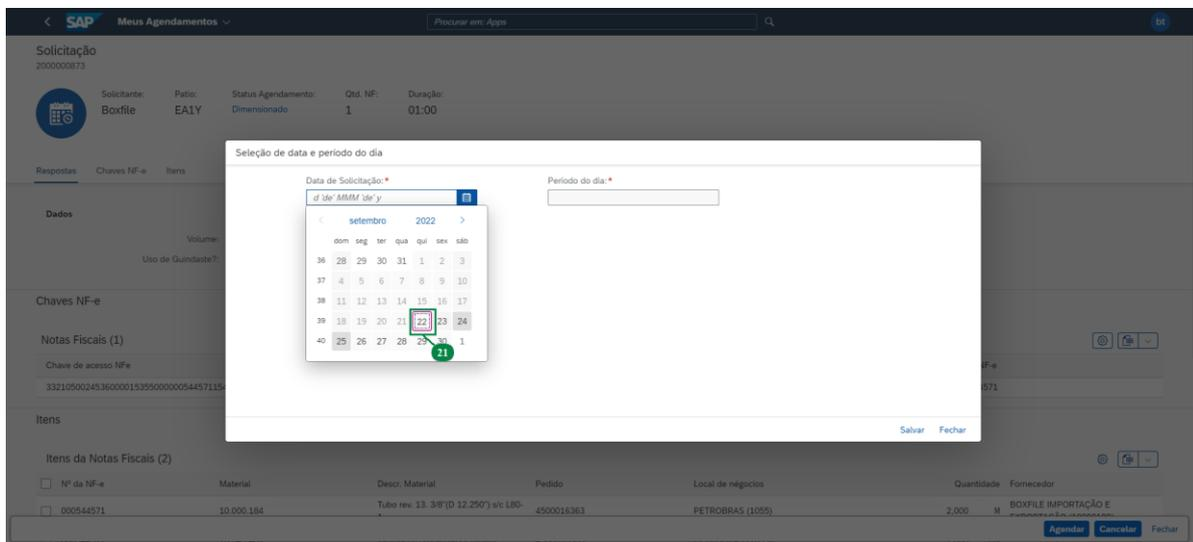 SAP Meus Agendamentos Procurar em: Apps bt
Solicitação
2000000873
Solicitante: Patio: Status Agendamento: Qtd. NF: Duração:
Boxfile EA1Y Dimensionado 1 01:00
Seleção de data e período do dia
Respostas Chaves NF-e Itens
Data de Solicitação:* Periodo do dia:*
d 'de' MMM 'de' y
Dados
setembro 2022
Volume:
dom seg ter qua qui sex sáb
Uso de Guindaste?:
36 28 29 30 31 1 2 3
37 4 5 6 7 8 9 10
38 11 12 13 14 15 16 17
39 18 19 20 21 22 23 24
40 25 26 27 28 29 30 1
21
Chaves NF-e
Notas Fiscais (1)
Chave de acesso NFe
Itens
Salvar Fechar
Itens da Notas Fiscais (2)
Nº da NF-e Material Descr. Material Pedido Local de négocios Quantidade Fornecedor
000544571 10.000.184 Tubo rev. 13. 3/8"(D 12.250") s/c L80- 4500016363 PETROBRAS (1055) 2,000 M BOXFILE IMPORTAÇÃO E
Agendar Cancelar Fechar